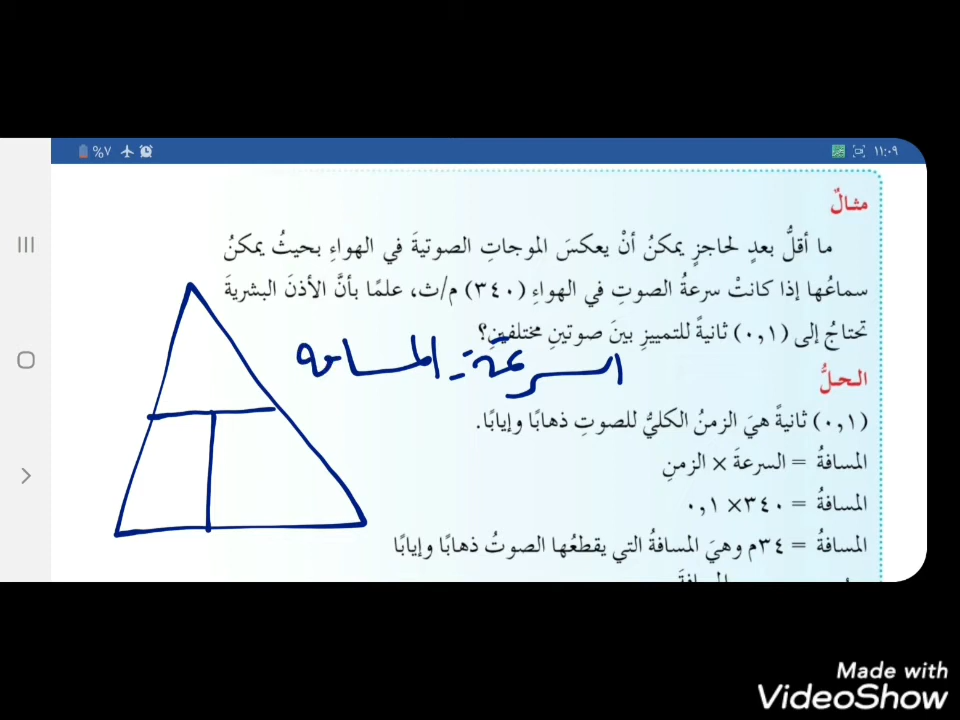 %٧
١١:٠٩
مثالٌ
ما أقلُّ بعدٍ لحاجزٍ يمكنُ أنْ يعكسَ الموجاتِ الصوتيةَ في الهواءِ بحيثُ يمكنُ
سماعُها إذا كانتْ سرعةُ الصوتِ في الهواءِ (٣٤٠) م/ث، علمًا بأنَّ الأذنَ البشريةَ
تحتاجُ إلى (٠,١) ثانيةً للتمييزِ بينَ صوتينِ مختلفينِ؟
السرعة = المسافة
الحلُّ
(٠,١) ثانيةً هيَ الزمنُ الكليُّ للصوتِ ذهابًا وإيابًا.
المسافةُ = السرعةَ × الزمنِ
المسافةُ = ٣٤٠× ٠,١
المسافةُ = ٣٤م وهيَ المسافةُ التي يقطعُها الصوتُ ذهابًا وإيابًا
Made with
VideoShow